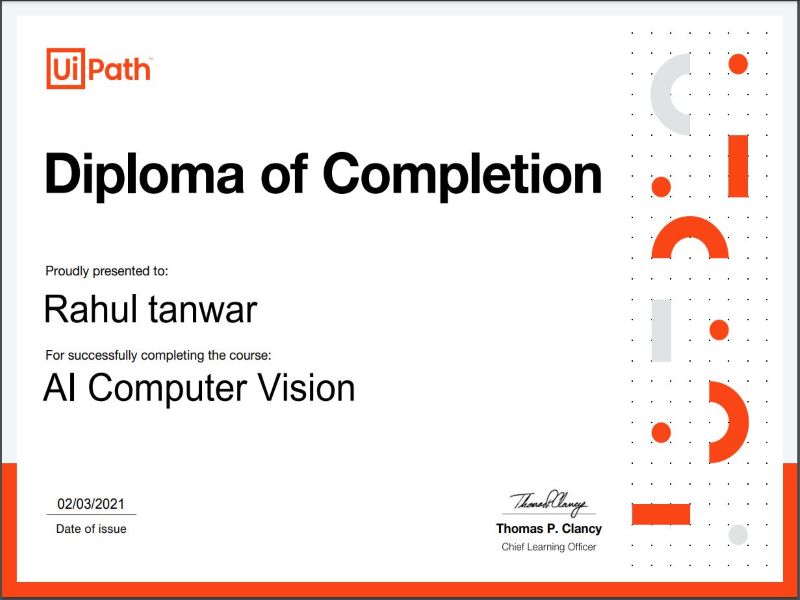 UiPath
Diploma of Completion
Proudly presented to:
Rahul tanwar
For successfully completing the course:
AI Computer Vision
02/03/2021
Date of issue
Thomas P. Clancy
Thomas P. Clancy
Chief Learning Officer